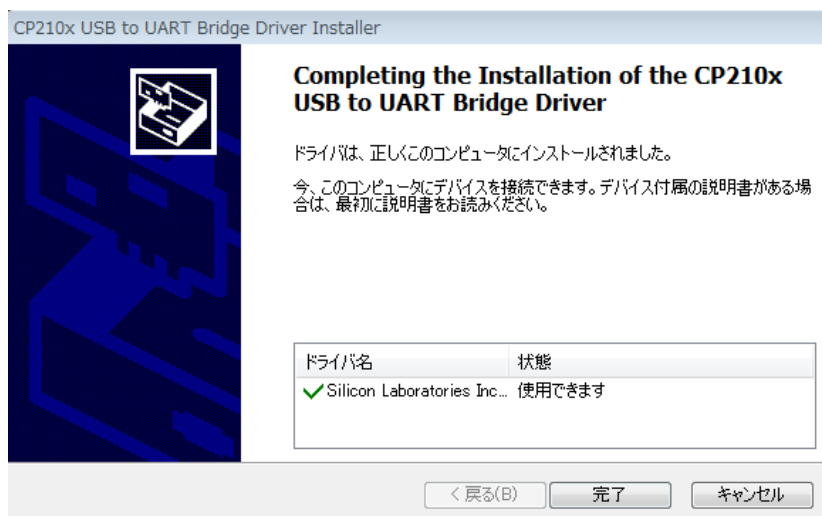 CP210x USB to UART Bridge Driver Installer
Completing the Installation of the CP210x
USB to UART Bridge Driver
ドライバは、正しくこのコンピュータにインストールされました。
今、このコンピュータにデバイスを接続できます。デバイス付属の説明書がある場
合は、最初に説明書をお読みください。
ドライバ名 状態
Silicon Laboratories Inc... 使用できます
< 戻る(B) 完了 キャンセル